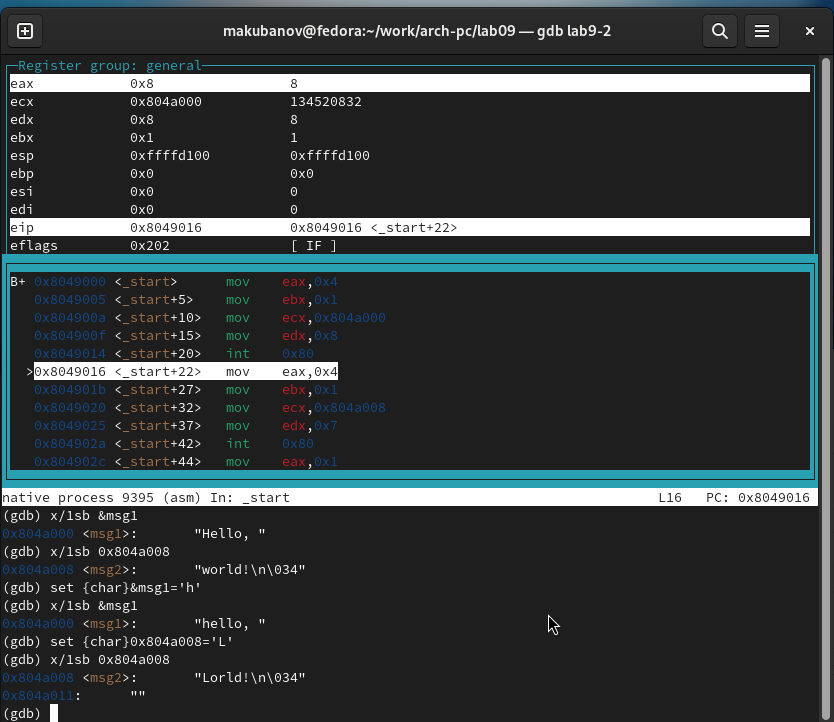 makubanov@fedora:~/work/arch-pc/lab09 — gdb lab9-2
Register group: general
eax 0x8 8
ecx 0x804a000 134520832
edx 0x8 8
ebx 0x1 1
esp 0xffffd100 0xffffd100
ebp 0x0 0x0
esi 0x0 0
edi 0x0 0
eip 0x8049016 0x8049016 <_start+22>
eflags 0x202 [ IF ]
B+ 0x8049000 <_start> mov eax,0x4
0x8049005 <_start+5> mov ebx,0x1
0x804900a <_start+10> mov ecx,0x804a000
0x804900f <_start+15> mov edx,0x8
0x8049014 <_start+20> int 0x80
>0x8049016 <_start+22> mov eax,0x4
0x804901b <_start+27> mov ebx,0x1
0x8049020 <_start+32> mov ecx,0x804a008
0x8049025 <_start+37> mov edx,0x7
0x804902a <_start+42> int 0x80
0x804902c <_start+44> mov eax,0x1
native process 9395 (asm) In: _start L16 PC: 0x8049016
(gdb) x/1sb &msg1
0x804a000 <msg1>: "Hello, "
(gdb) x/1sb 0x804a008
0x804a008 <msg2>: "world!\n\034"
(gdb) set {char}&msg1='h'
(gdb) x/1sb &msg1
0x804a000 <msg1>: "hello, "
(gdb) set {char}0x804a008='L'
(gdb) x/1sb 0x804a008
0x804a008 <msg2>: "Lorld!\n\034"
0x804a011: ""
(gdb)